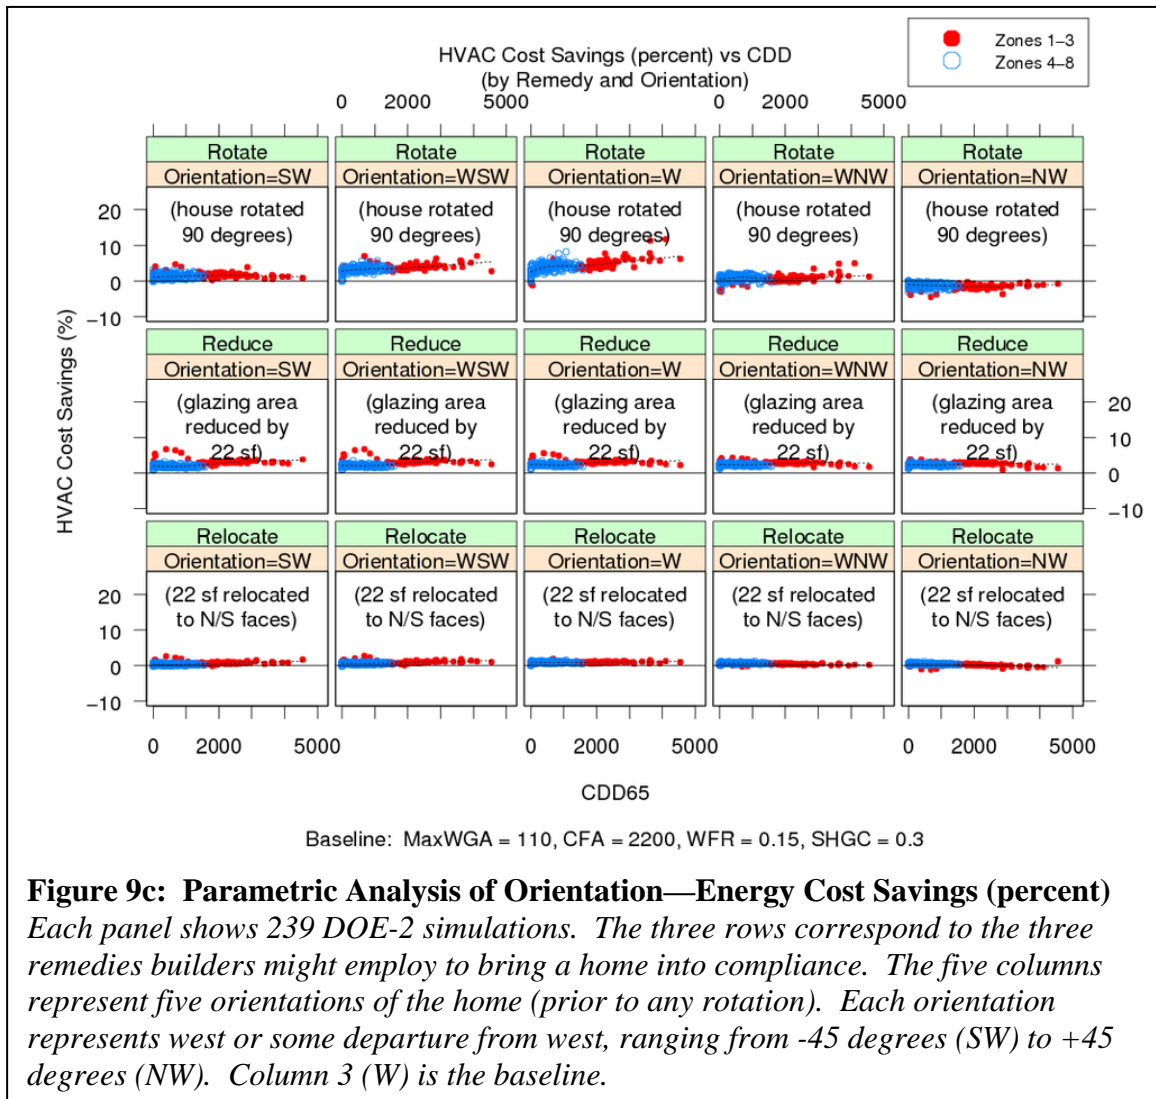 HVAC Cost Savings (percent) vs CDD
(by Remedy and Orientation)
Zones 1–3
Zones 4–8
0 2000 5000 0 2000 5000
Rotate Rotate Rotate Rotate Rotate
Orientation=SW Orientation=WSW Orientation=W Orientation=WNW Orientation=NW
(house rotated (house rotated (house rotated (house rotated (house rotated
90 degrees) 90 degrees) 90 degrees) 90 degrees) 90 degrees)
20
10
0
−10
Reduce Reduce Reduce Reduce Reduce
Orientation=SW Orientation=WSW Orientation=W Orientation=WNW Orientation=NW
(glazing area (glazing area (glazing area (glazing area (glazing area
reduced by reduced by reduced by reduced by reduced by
22 sf) 22 sf) 22 sf) 22 sf) 22 sf)
20
10
0
−10
Relocate Relocate Relocate Relocate Relocate
Orientation=SW Orientation=WSW Orientation=W Orientation=WNW Orientation=NW
(22 sf relocated (22 sf relocated (22 sf relocated (22 sf relocated (22 sf relocated
to N/S faces) to N/S faces) to N/S faces) to N/S faces) to N/S faces)
20
10
0
−10
HVAC Cost Savings (%)
0 2000 5000 0 2000 5000 0 2000 5000
CDD65
Baseline: MaxWGA = 110, CFA = 2200, WFR = 0.15, SHGC = 0.3
Figure 9c: Parametric Analysis of Orientation—Energy Cost Savings (percent)
Each panel shows 239 DOE-2 simulations. The three rows correspond to the three
remedies builders might employ to bring a home into compliance. The five columns
represent five orientations of the home (prior to any rotation). Each orientation
represents west or some departure from west, ranging from -45 degrees (SW) to +45
degrees (NW). Column 3 (W) is the baseline.